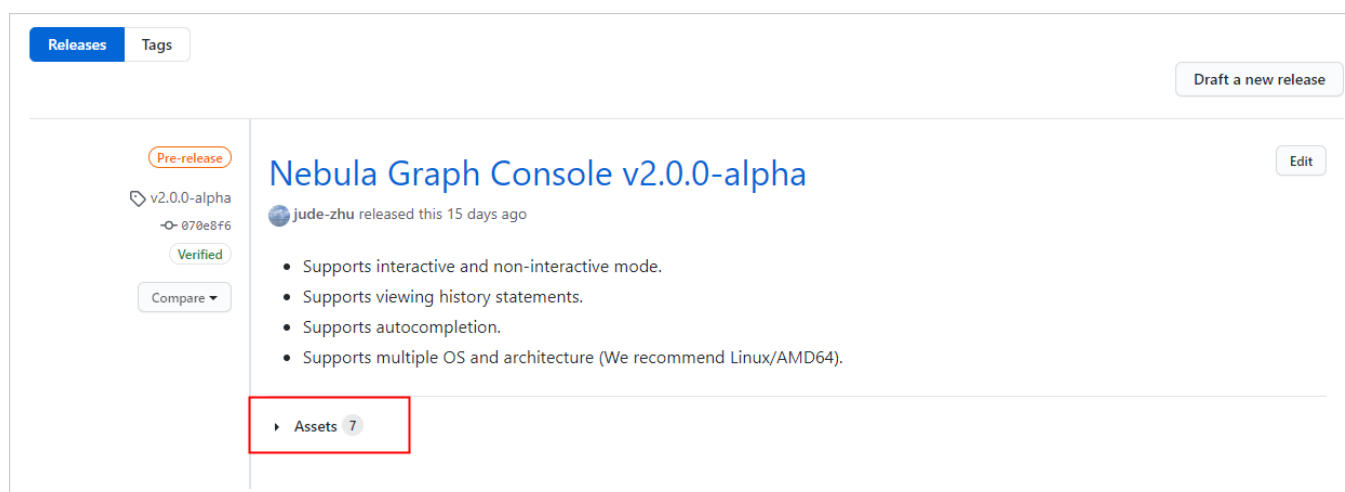 Releases Tags
Draft a new release
Pre-release
v2.0.0-alpha
070e8f6
Verified
Compare
Nebula Graph Console v2.0.0-alpha
Edit
jude-zhu released this 15 days ago
Supports interactive and non-interactive mode.
Supports viewing history statements.
Supports autocompletion.
Supports multiple OS and architecture (We recommend Linux/AMD64).
Assets 7